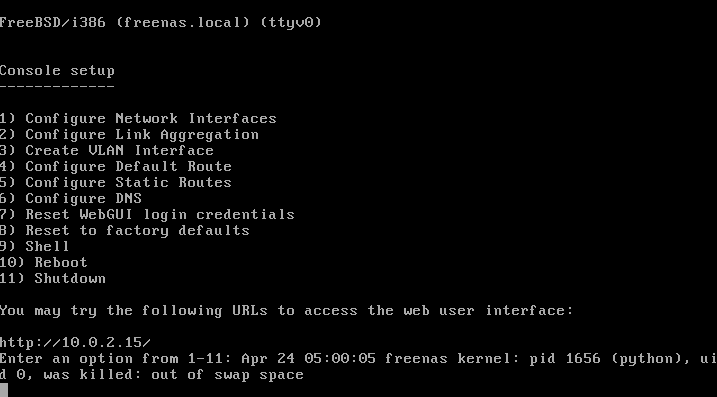 FreeBSD/i386 (freenas.local) (ttyv0)
Console setup
-------------
1) Configure Network Interfaces
2) Configure Link Aggregation
3) Create VLAN Interface
4) Configure Default Route
5) Configure Static Routes
6) Configure DNS
7) Reset WebGUI login credentials
8) Reset to factory defaults
9) Shell
10) Reboot
11) Shutdown
You may try the following URLs to access the web user interface:
http://10.0.2.15/
Enter an option from 1-11: Apr 24 05:00:05 freenas kernel: pid 1656 (python), ui
d 0, was killed: out of swap space